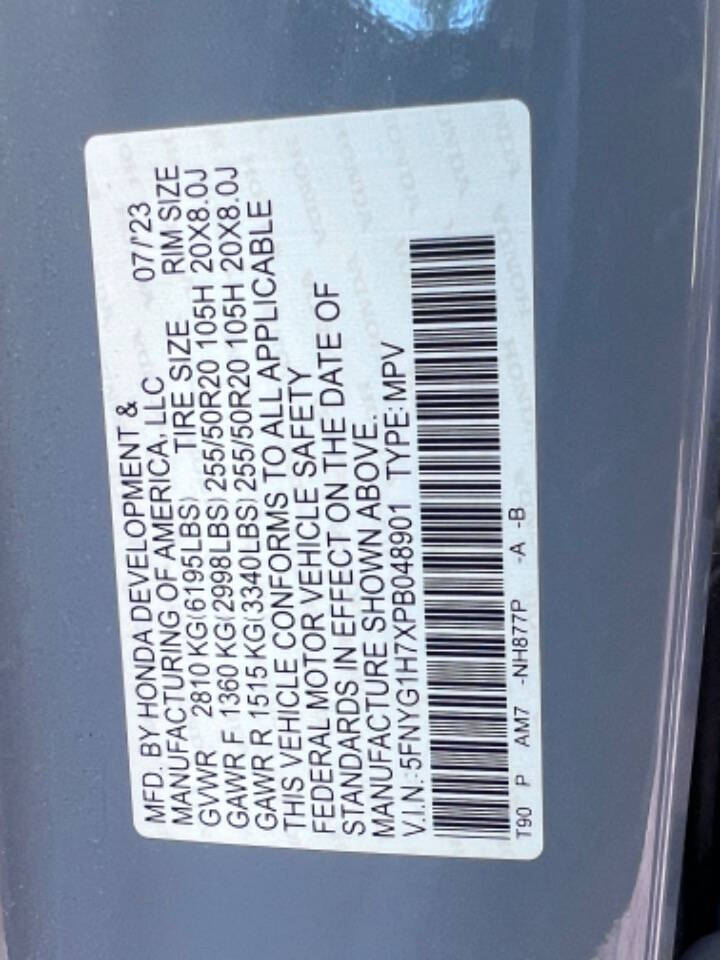 MFD. BY HONDA DEVELOPMENT &
MANUFACTURING OF AMERICA, LLC 07/'23
GVWR 2810 KG(6195LBS) TIRE SIZE RIM SIZE
GAWR F 1360 KG(2998LBS) 255/50R20 105H 20X8.0J
GAWR R 1515 KG(3340LBS) 255/50R20 105H 20X8.0J
THIS VEHICLE CONFORMS TO ALL APPLICABLE
FEDERAL MOTOR VEHICLE SAFETY
STANDARDS IN EFFECT ON THE DATE OF
MANUFACTURE SHOWN ABOVE.
V.I.N.:5FNYG1H7XPB048901 TYPE:MPV
T90 P AM7 -NH877P -A -B